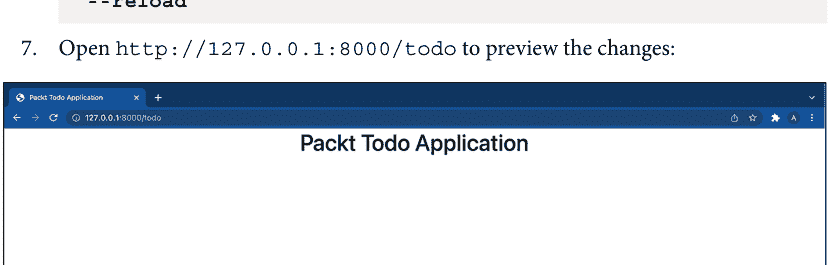 --reload
7. Open http://127.0.0.1:8000/todo to preview the changes:
Packt Todo Application
127.0.0.1:8000/todo
A
Packt Todo Application